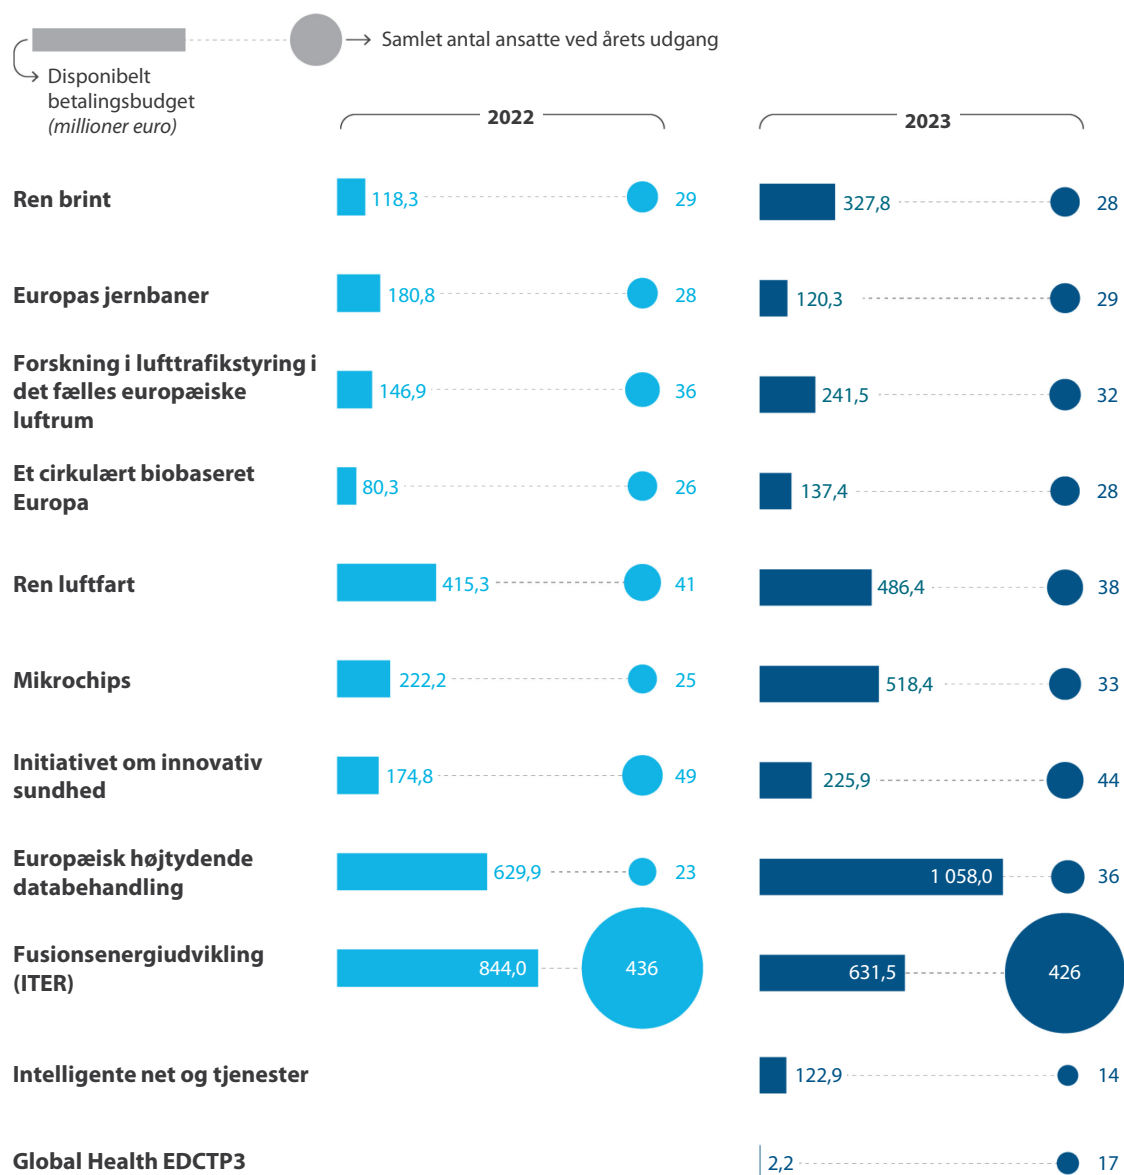 Samlet antal ansatte ved årets udgang
Disponibelt
betalingsbudget
(millioner euro)
2022
2023
Ren brint
118,3
29
327,8
28
Europas jernbaner
180,8
28
120,3
29
Forskning i lufttrafikstyring i
det fælles europæiske
luftrum
146,9
36
241,5
32
Et cirkulært biobaseret
Europa
80,3
26
137,4
28
Ren luftfart
415,3
41
486,4
38
Mikrochips
222,2
25
518,4
33
Initiativet om innovativ
sundhed
174,8
49
225,9
44
Europæisk højtydende
databehandling
629,9
23
1 058,0
36
Fusionsenergiudvikling
(ITER)
844,0
436
631,5
426
Intelligente net og tjenester
122,9
14
Global Health EDCTP3
2,2
17